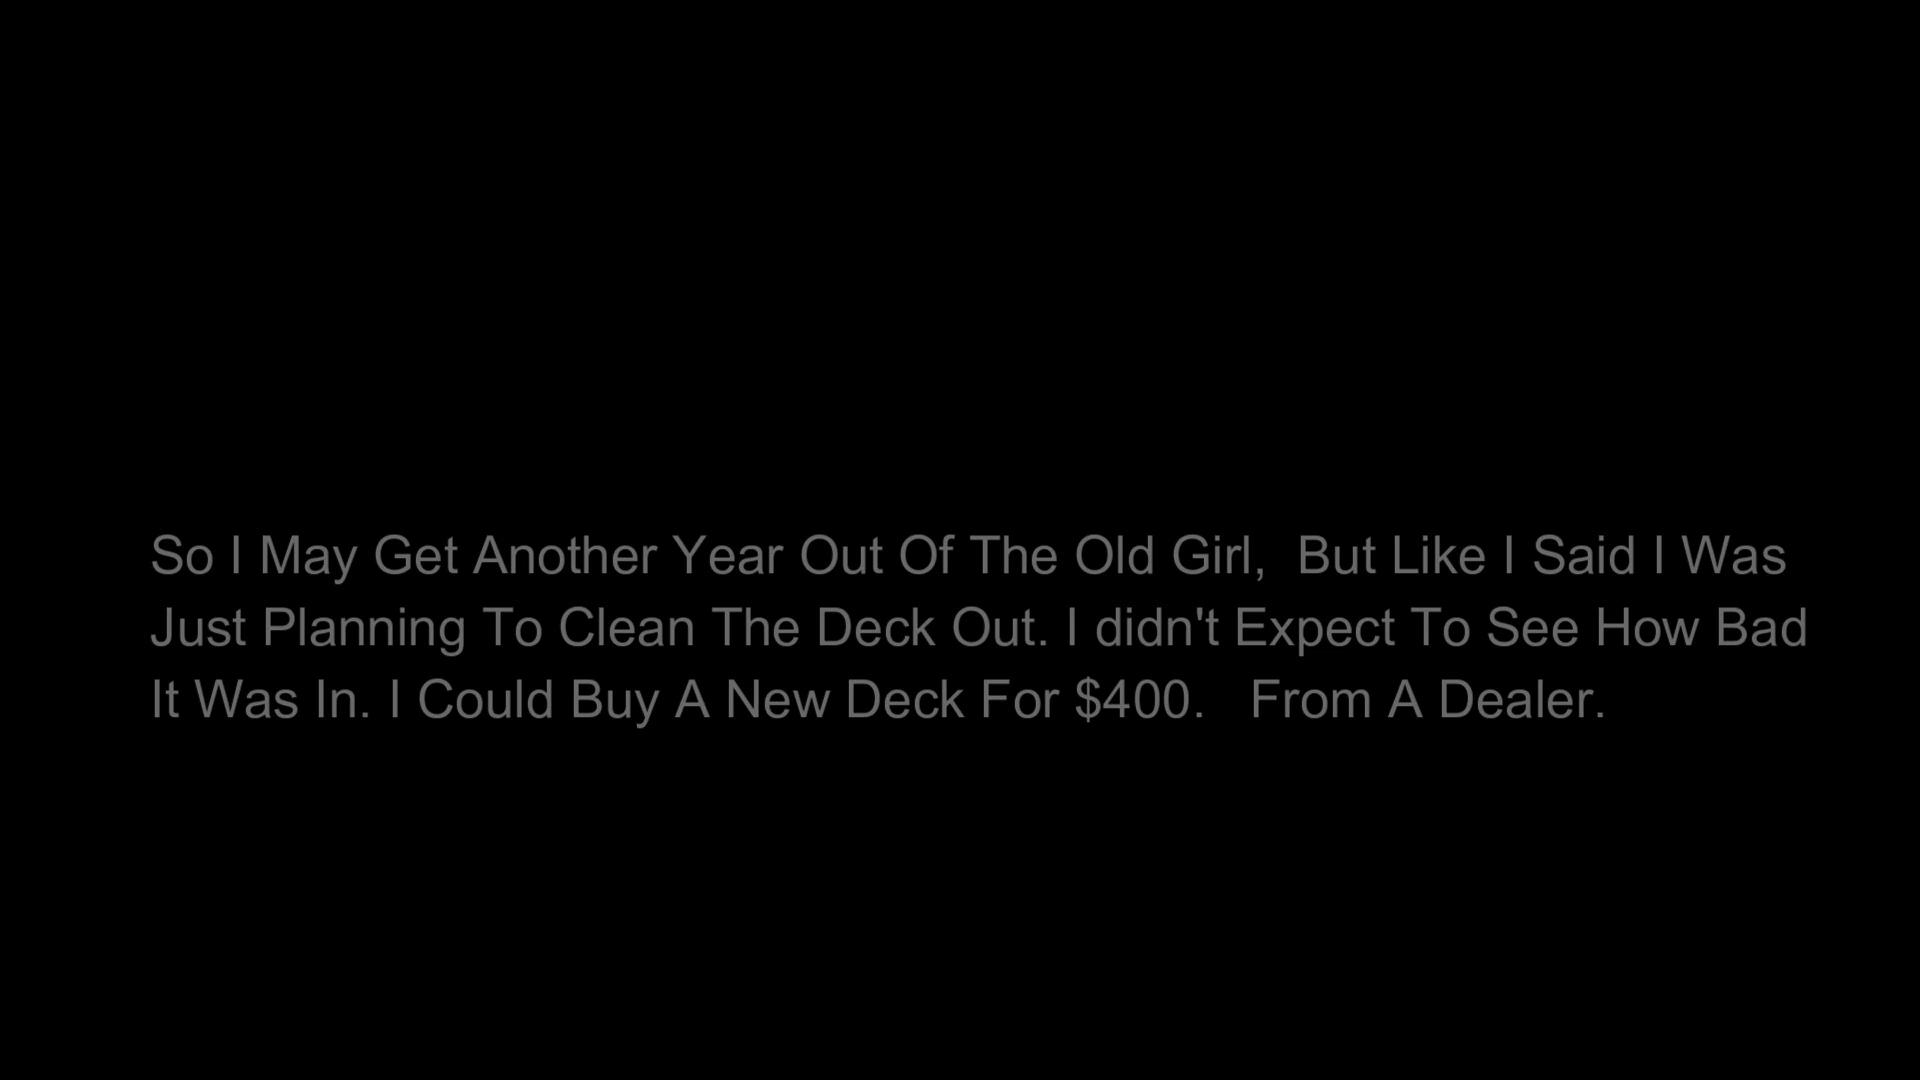 So I May Get Another Year Out Of The Old Girl,  But Like I Said I Was
Just Planning To Clean The Deck Out. I didn't Expect To See How Bad
It Was In. I Could Buy A New Deck For $400.   From A Dealer.